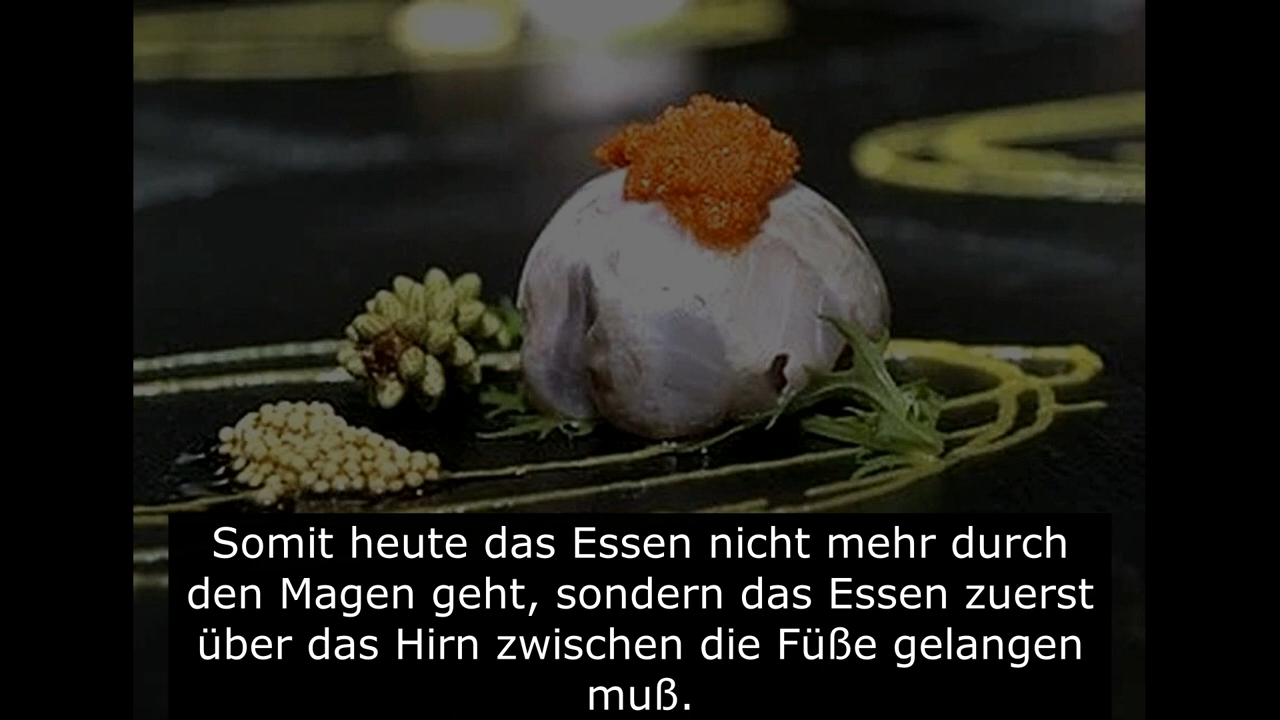 Somit heute das Essen nicht mehr durch
den Magen geht, sondern das Essen zuerst
über das Hirn zwischen die Füße gelangen
muß.